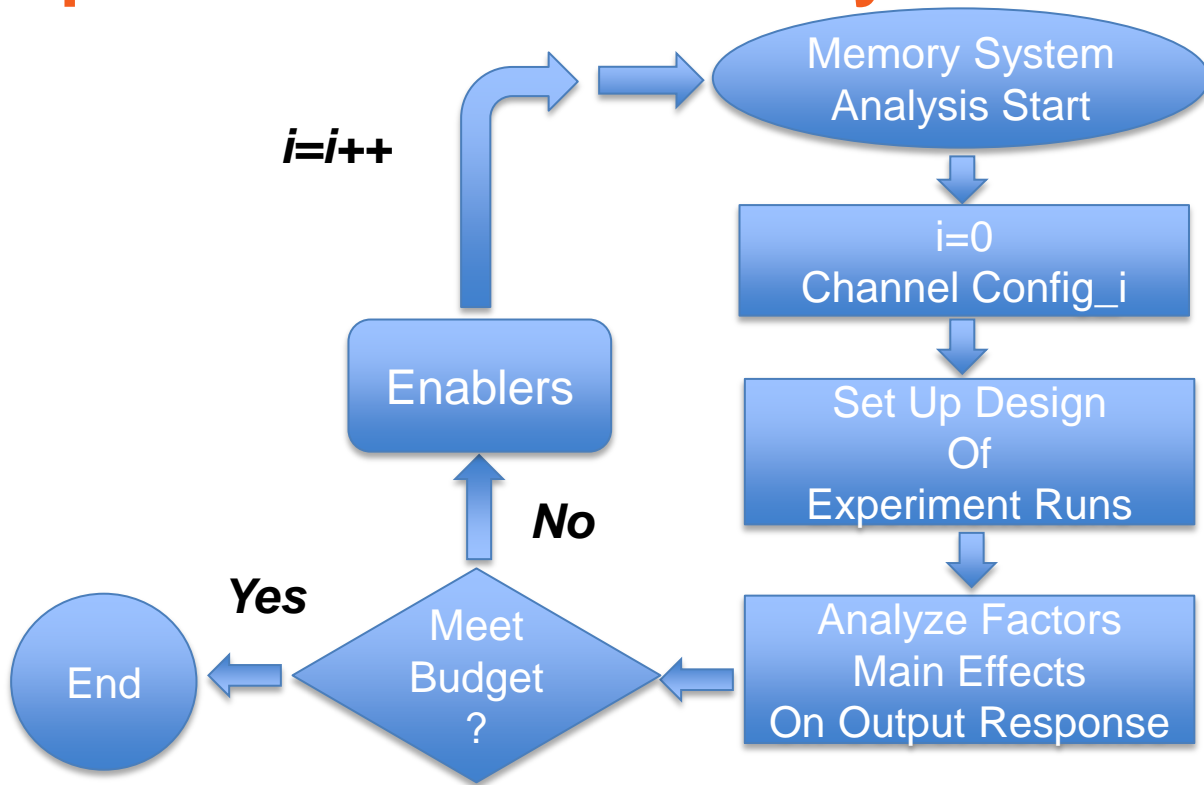 Memory System
Analysis Start
i=i++
i=0
Channel Config_i
Enablers
Set Up Design
Of
Experiment Runs
No
Yes
Meet
Budget
?
End
Analyze Factors
Main Effects
On Output Response